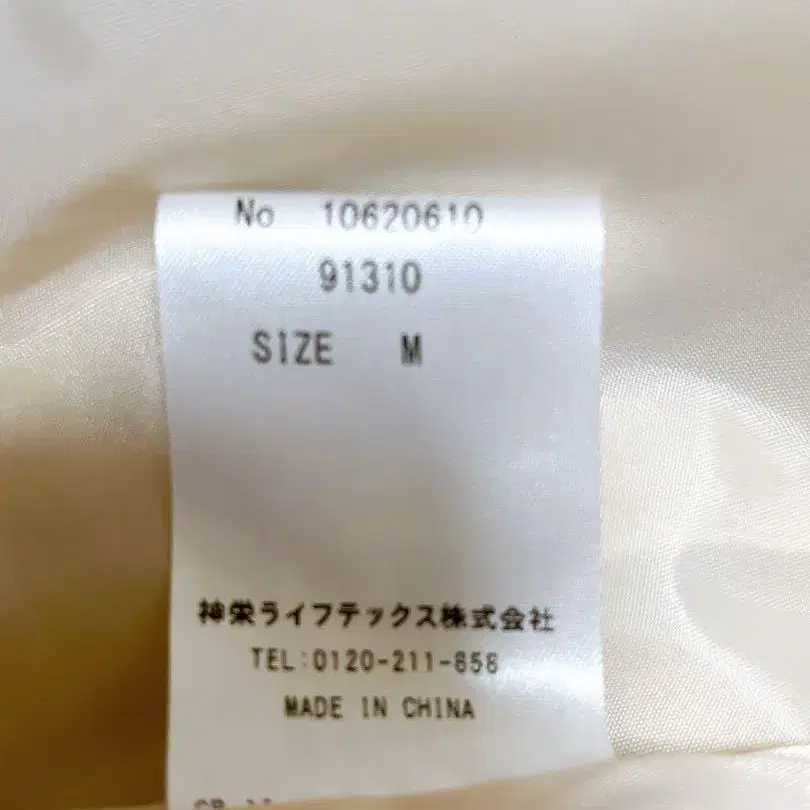 No 10620610
91310
SIZE M
神栄ライフテックス株式会社
TEL:0120-211-858
MADE IN CHINA